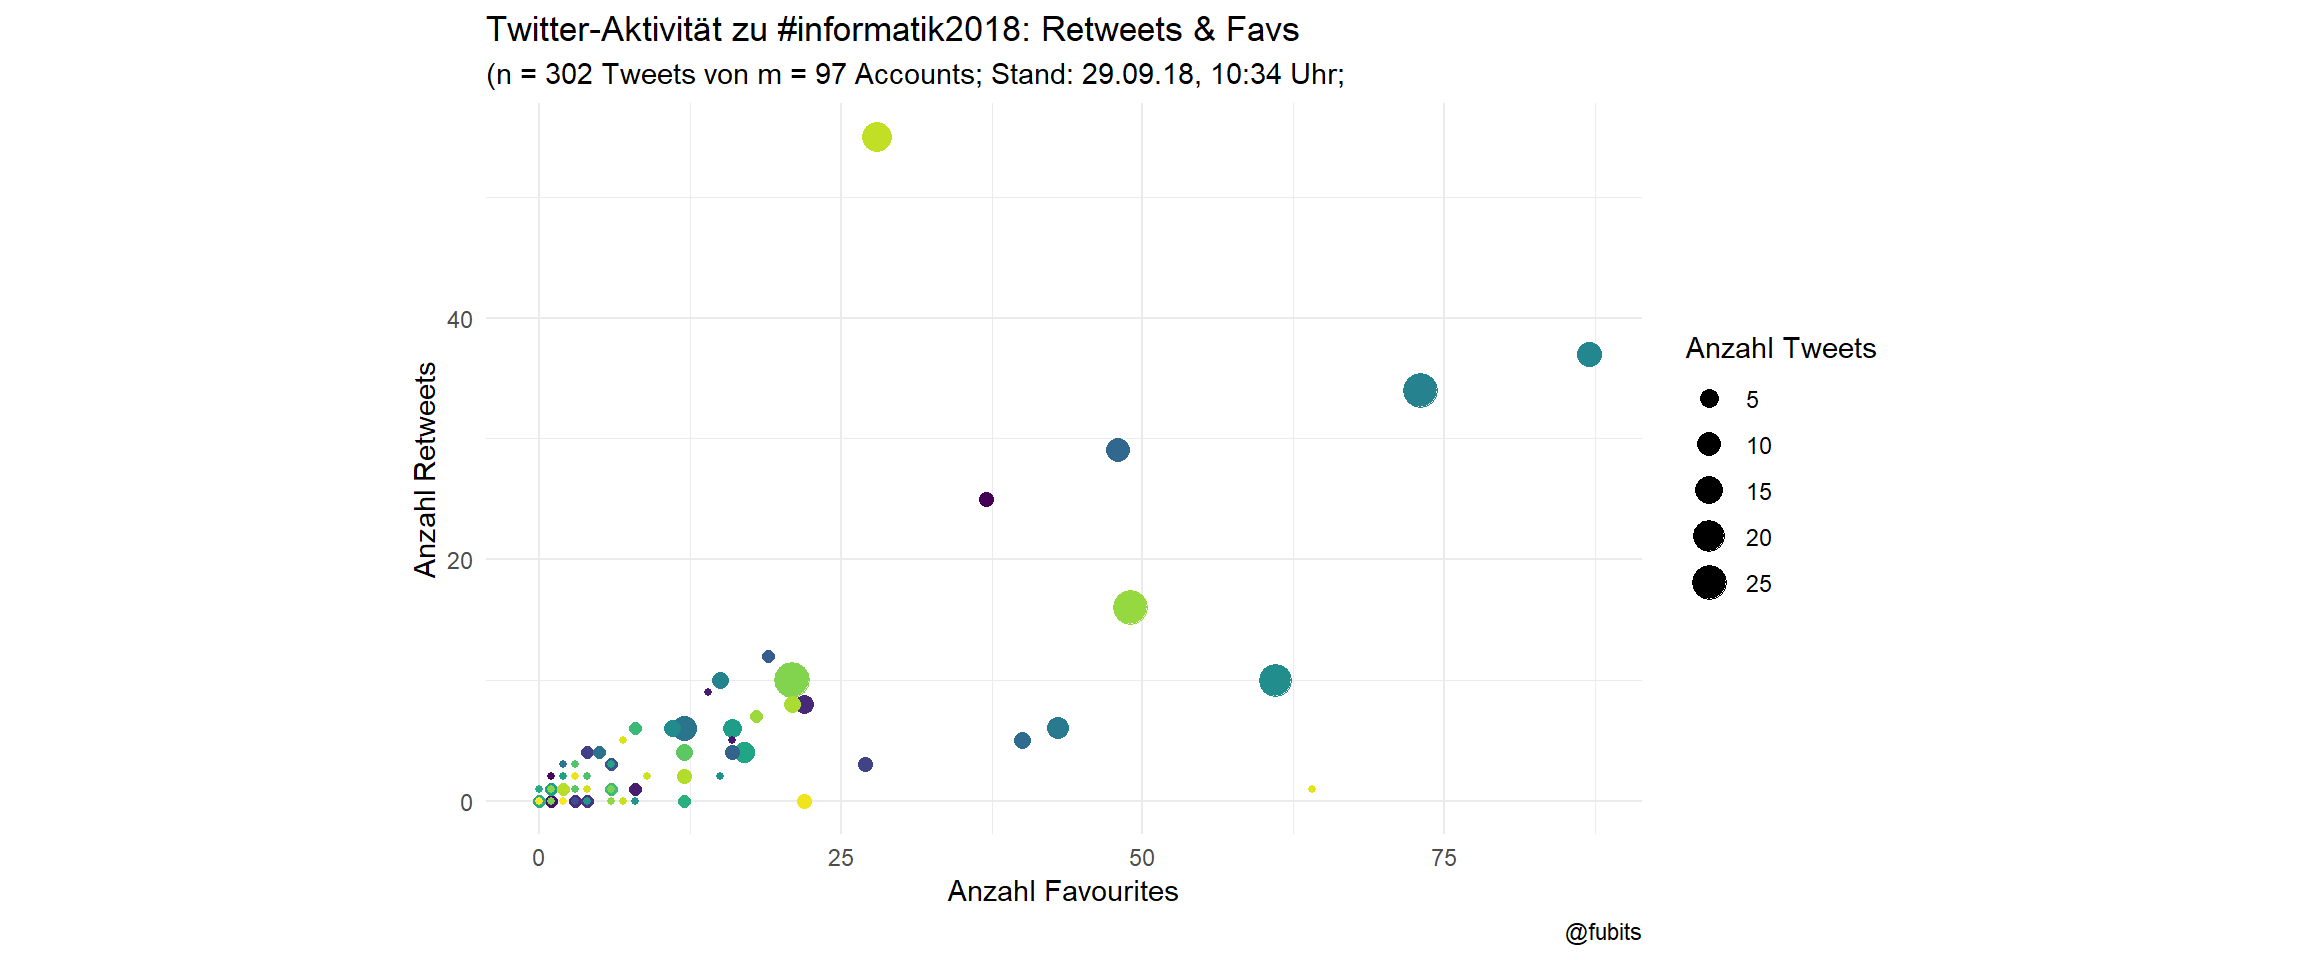 Twitter-Aktivität zu #informatik2018: Retweets & Favs
(n = 302 Tweets von m = 97 Accounts; Stand: 29.09.18, 10:34 Uhr;
Anzahl Retweets
40
20
0
0 25 50 75
Anzahl Favourites
Anzahl Tweets
5
10
15
20
25
@fubits